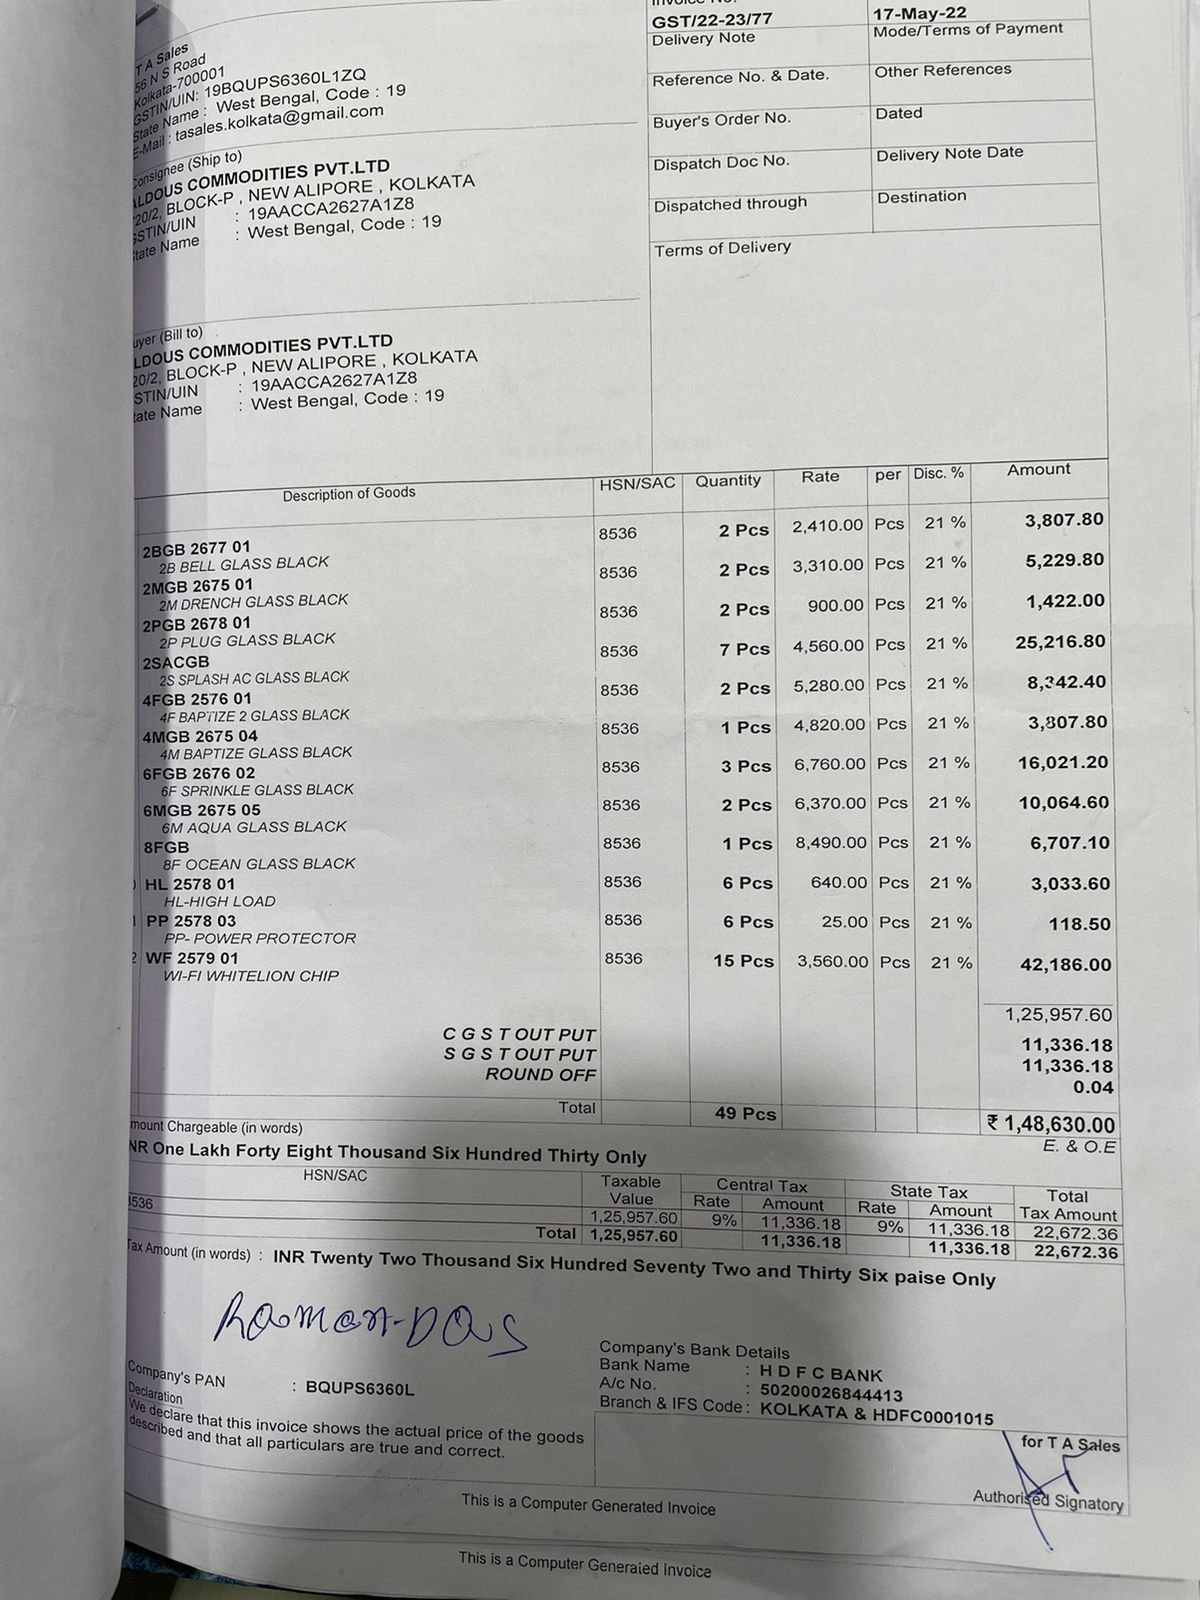 GST/22-23/77
17-May-22
Delivery Note
Mode/Terms of Payment
Reference No. & Date.
Other References
Buyer's Order No.
Dated
Dispatch Doc No.
Delivery Note Date
Dispatched through
Destination
Terms of Delivery
T A Sales
56 N S Road
Kolkata-700001
GSTIN/UIN: 19BQUPS6360L1ZQ
State Name : West Bengal, Code : 19
E-Mail : tasales.kolkata@gmail.com
Consignee (Ship to)
ALDOUS COMMODITIES PVT.LTD
20/2, BLOCK-P , NEW ALIPORE , KOLKATA
GSTIN/UIN : 19AACCA2627A1Z8
State Name : West Bengal, Code : 19
Buyer (Bill to)
LDOUS COMMODITIES PVT.LTD
20/2, BLOCK-P , NEW ALIPORE , KOLKATA
STIN/UIN : 19AACCA2627A1Z8
tate Name : West Bengal, Code : 19
Description of Goods HSN/SAC Quantity Rate per Disc. % Amount
2BGB 2677 01 8536 2 Pcs 2,410.00 Pcs 21 % 3,807.80
2B BELL GLASS BLACK
2MGB 2675 01 8536 2 Pcs 3,310.00 Pcs 21 % 5,229.80
2M DRENCH GLASS BLACK
2PGB 2678 01 8536 2 Pcs 900.00 Pcs 21 % 1,422.00
2P PLUG GLASS BLACK
2SACGB 8536 7 Pcs 4,560.00 Pcs 21 % 25,216.80
2S SPLASH AC GLASS BLACK
4FGB 2576 01 8536 2 Pcs 5,280.00 Pcs 21 % 8,342.40
4F BAPTIZE 2 GLASS BLACK
4MGB 2675 04 8536 1 Pcs 4,820.00 Pcs 21 % 3,807.80
4M BAPTIZE GLASS BLACK
6FGB 2676 02 8536 3 Pcs 6,760.00 Pcs 21 % 16,021.20
6F SPRINKLE GLASS BLACK
6MGB 2675 05 8536 2 Pcs 6,370.00 Pcs 21 % 10,064.60
6M AQUA GLASS BLACK
8FGB 8536 1 Pcs 8,490.00 Pcs 21 % 6,707.10
8F OCEAN GLASS BLACK
HL 2578 01 8536 6 Pcs 640.00 Pcs 21 % 3,033.60
HL-HIGH LOAD
PP 2578 03 8536 6 Pcs 25.00 Pcs 21 % 118.50
PP- POWER PROTECTOR
2 WF 2579 01 8536 15 Pcs 3,560.00 Pcs 21 % 42,186.00
WI-FI WHITELION CHIP
1,25,957.60
C G S T OUT PUT 11,336.18
S G S T OUT PUT 11,336.18
ROUND OFF 0.04
Total 49 Pcs ₹ 1,48,630.00
mount Chargeable (in words) E. & O.E
NR One Lakh Forty Eight Thousand Six Hundred Thirty Only
HSN/SAC Taxable Value Central Tax State Tax Total Tax Amount
Rate Amount Rate Amount
8536 1,25,957.60 9% 11,336.18 9% 11,336.18 22,672.36
Total 1,25,957.60 11,336.18 11,336.18 22,672.36
Tax Amount (in words) : INR Twenty Two Thousand Six Hundred Seventy Two and Thirty Six paise Only
Raman-Das
Company's PAN : BQUPS6360L
Declaration
We declare that this invoice shows the actual price of the goods
described and that all particulars are true and correct.
Company's Bank Details
Bank Name : H D F C BANK
A/c No. : 50200026844413
Branch & IFS Code : KOLKATA & HDFC0001015
for T A Sales
Authorised Signatory
This is a Computer Generated Invoice
This is a Computer Generated Invoice